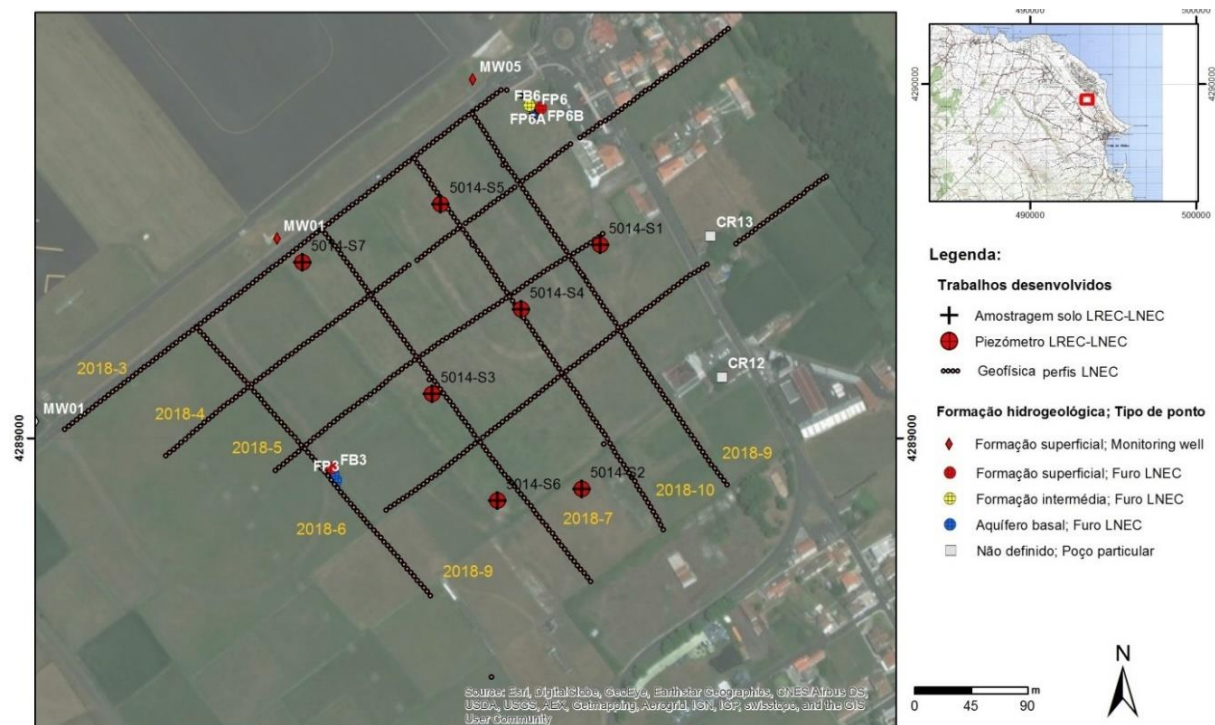 MW05
FB6 FP6
FP6A FP6B
5014-S5
MW01
5014-S7
5014-S1
CR13
5014-S4
2018-3
CR12
5014-S3
MW01
2018-4
2018-5
FP3 FB3
2018-9
5014-S2
5014-S6
2018-10
2018-7
2018-6
2018-9
4289000
4289000
Source: Esri, DigitalGlobe, GeoEye, Earthstar Geographics, CNES/Airbus DS,
USDA, USGS, AEX, Getmapping, Aerogrid, IGN, IGP, swisstopo, and the GIS
User Community
490000
500000
4290000
4290000
490000
500000
Legenda:
Trabalhos desenvolvidos
Amostragem solo LREC-LNEC
Piezómetro LREC-LNEC
Geofísica perfis LNEC
Formação hidrogeológica; Tipo de ponto
Formação superficial; Monitoring well
Formação superficial; Furo LNEC
Formação intermédia; Furo LNEC
Aquífero basal; Furo LNEC
Não definido; Poço particular
N
m
0 45 90